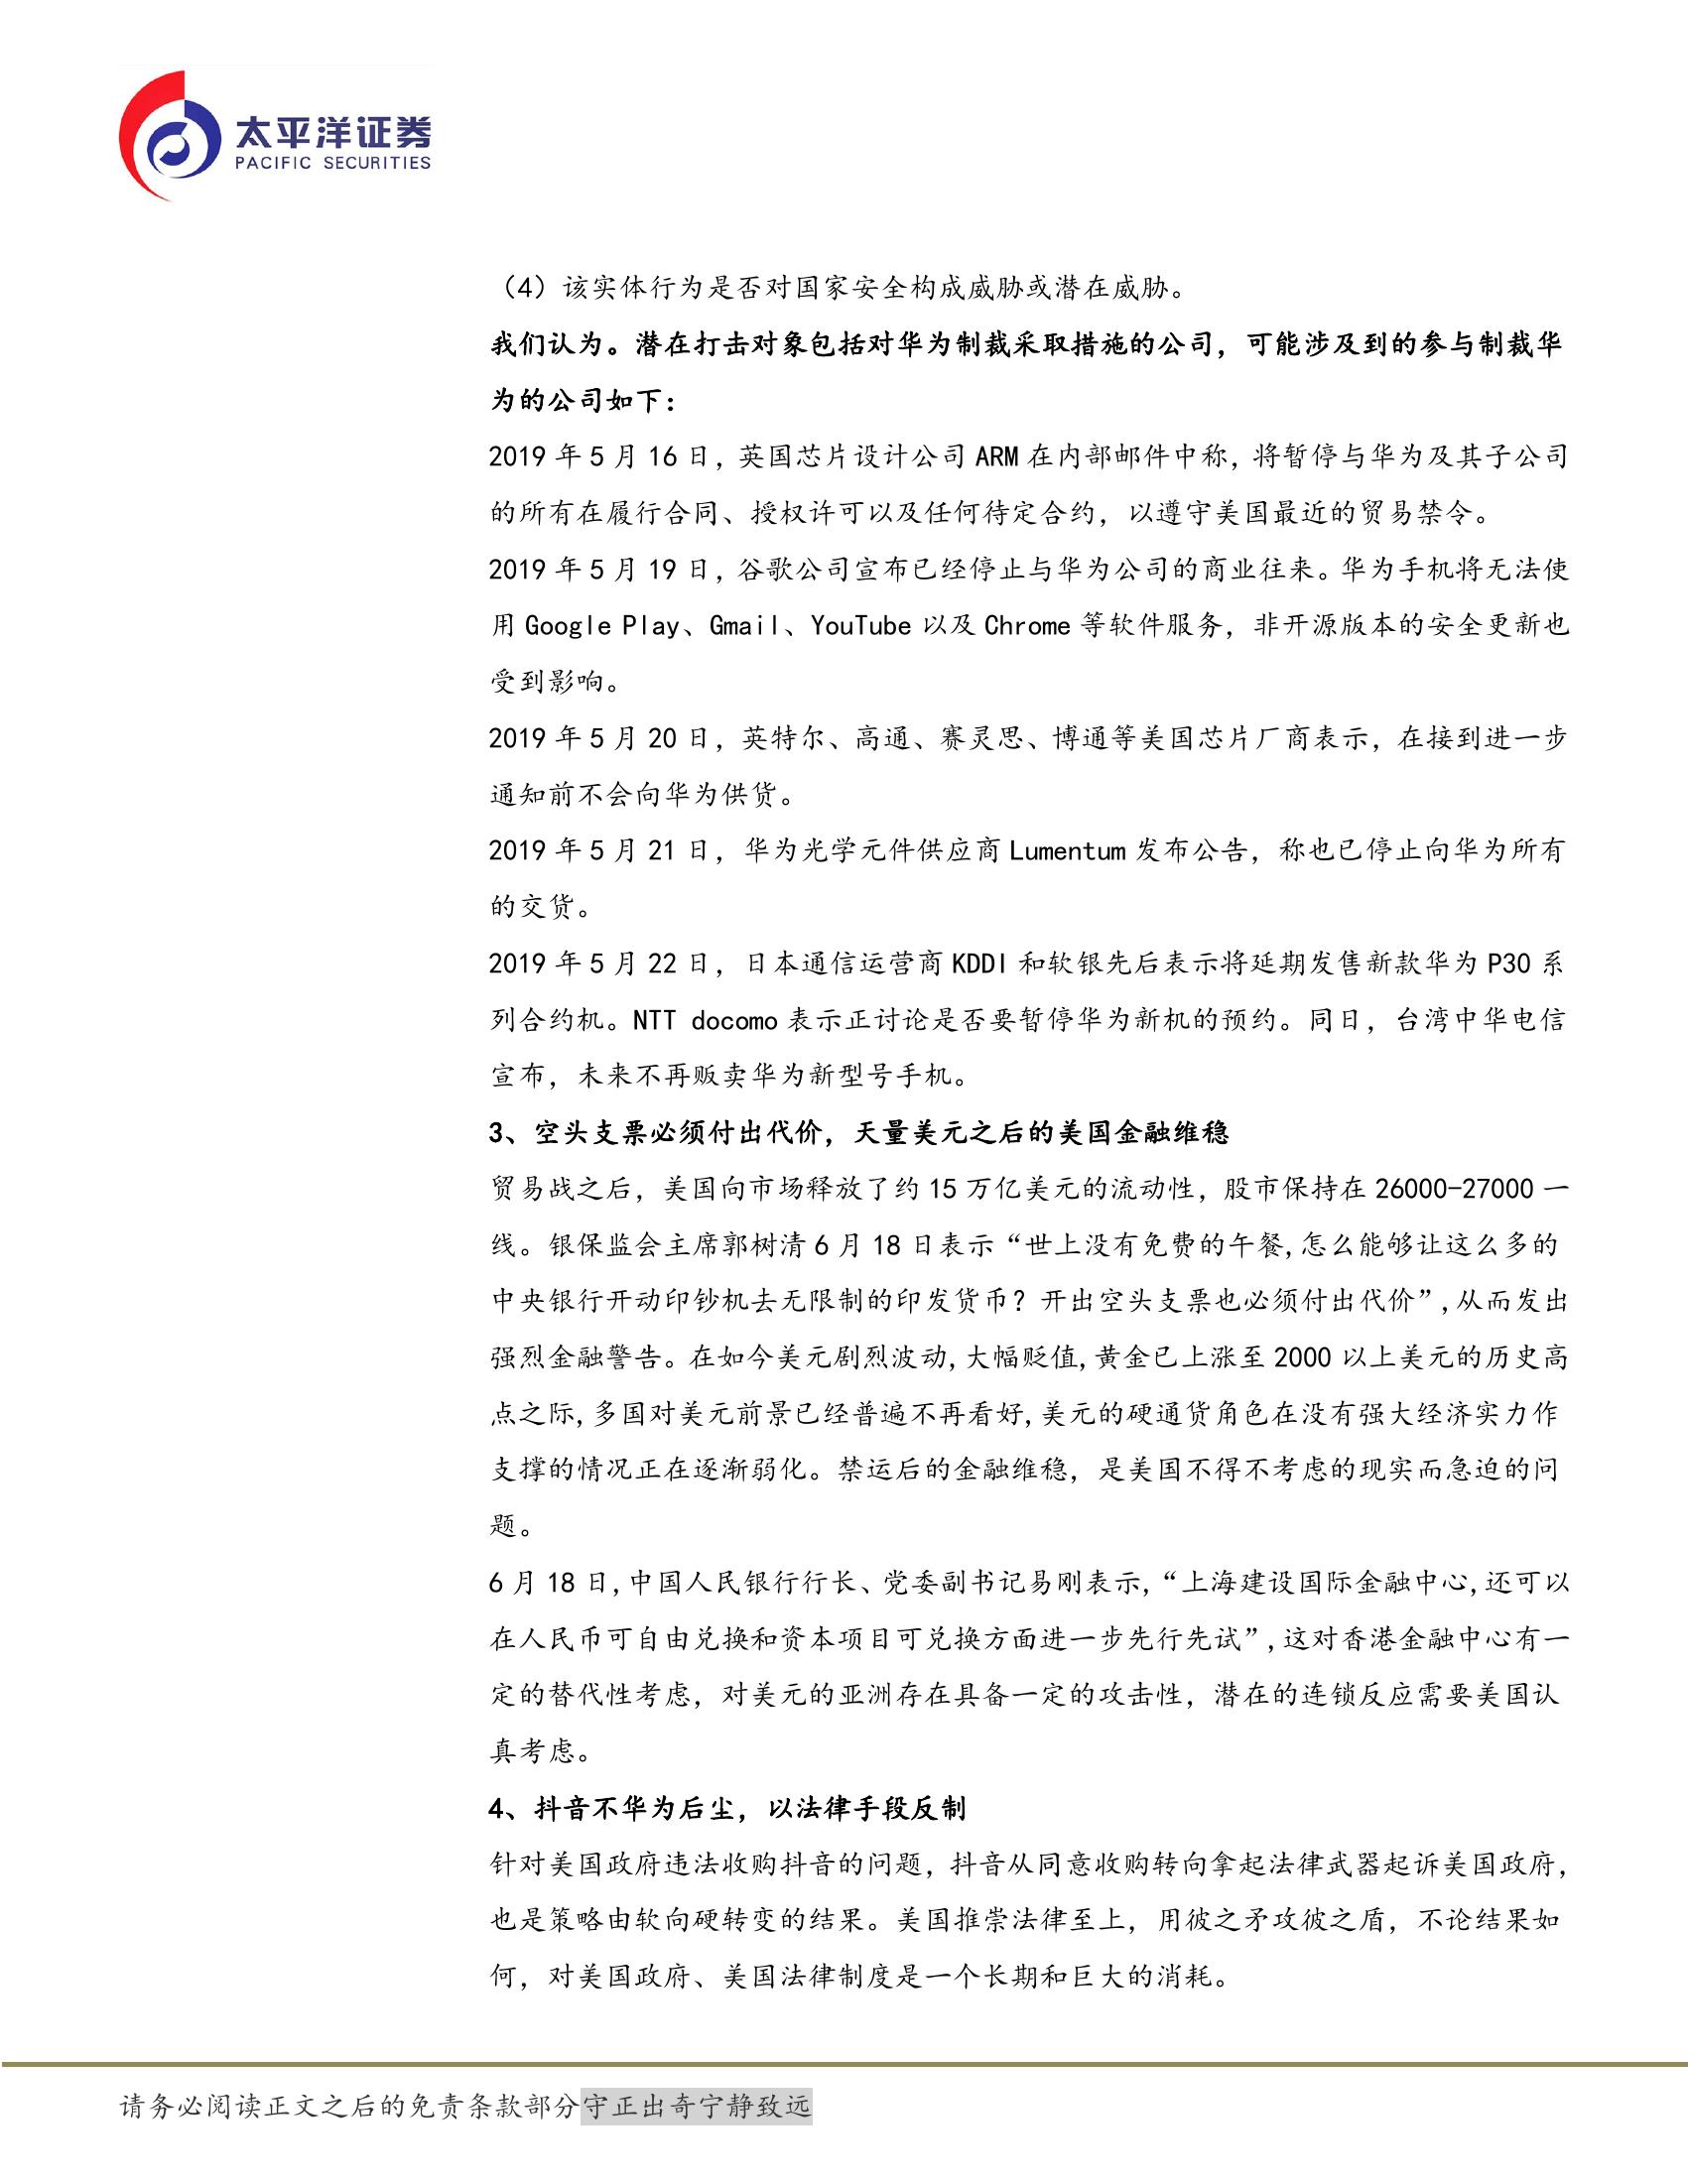 太平洋证券
PACIFIC SECURITIES
（4）该实体行为是否对国家安全构成威胁或潜在威胁。
我们认为。潜在打击对象包括对华为制裁采取措施的公司，可能涉及到的参与制裁华
为的公司如下：
2019 年 5 月 16 日，英国芯片设计公司 ARM 在内部邮件中称，将暂停与华为及其子公司
的所有在履行合同、授权许可以及任何待定合约，以遵守美国最近的贸易禁令。
2019 年 5 月 19 日，谷歌公司宣布已经停止与华为公司的商业往来。华为手机将无法使
用 Google Play、Gmail、YouTube 以及 Chrome 等软件服务，非开源版本的安全更新也
受到影响。
2019 年 5 月 20 日，英特尔、高通、赛灵思、博通等美国芯片厂商表示，在接到进一步
通知前不会向华为供货。
2019 年 5 月 21 日，华为光学元件供应商 Lumentum 发布公告，称也已停止向华为所有
的交货。
2019 年 5 月 22 日，日本通信运营商 KDDI 和软银先后表示将延期发售新款华为 P30 系
列合约机。NTT docomo 表示正讨论是否要暂停华为新机的预约。同日，台湾中华电信
宣布，未来不再贩卖华为新型号手机。
3、空头支票必须付出代价，天量美元之后的美国金融维稳
贸易战之后，美国向市场释放了约 15 万亿美元的流动性，股市保持在 26000-27000 一
线。银保监会主席郭树清 6 月 18 日表示“世上没有免费的午餐,怎么能够让这么多的
中央银行开动印钞机去无限制的印发货币？开出空头支票也必须付出代价”,从而发出
强烈金融警告。在如今美元剧烈波动,大幅贬值,黄金已上涨至 2000 以上美元的历史高
点之际,多国对美元前景已经普遍不再看好,美元的硬通货角色在没有强大经济实力作
支撑的情况正在逐渐弱化。禁运后的金融维稳，是美国不得不考虑的现实而急迫的问
题。
6 月 18 日,中国人民银行行长、党委副书记易刚表示,“上海建设国际金融中心,还可以
在人民币可自由兑换和资本项目可兑换方面进一步先行先试”,这对香港金融中心有一
定的替代性考虑，对美元的亚洲存在具备一定的攻击性，潜在的连锁反应需要美国认
真考虑。
4、抖音不华为后尘，以法律手段反制
针对美国政府违法收购抖音的问题，抖音从同意收购转向拿起法律武器起诉美国政府，
也是策略由软向硬转变的结果。美国推崇法律至上，用彼之矛攻彼之盾，不论结果如
何，对美国政府、美国法律制度是一个长期和巨大的消耗。
请务必阅读正文之后的免责条款部分守正出奇宁静致远